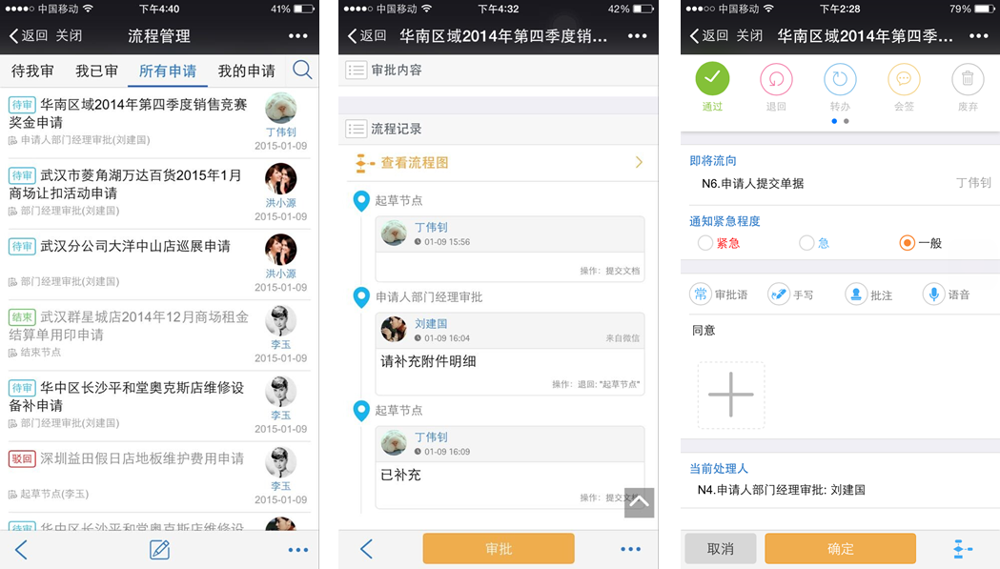 中国移动 下午4:40 41%
返回 关闭 流程管理
待我审 我已审 所有申请 我的申请
待审 华南区域2014年第四季度销售竞赛
奖金申请
申请人部门经理审批(刘建国)
丁伟钊
2015-01-09
待审 武汉市菱角湖万达百货2015年1月
商场让扣活动申请
部门经理审批(刘建国)
洪小源
2015-01-09
待审 武汉分公司大洋中山店巡展申请
部门经理审批(刘建国)
洪小源
2015-01-09
结束 武汉群星城店2014年12月商场租金
结算单用印申请
结束节点
李玉
2015-01-09
待审 华中区长沙平和堂奥克斯店维修设
备补申请
部门经理审批(刘建国)
李玉
2015-01-09
驳回 深圳益田假日店地板维护费用申请
起草节点(李玉)
李玉
2015-01-09
待审 华中区长沙平和堂奥克斯店维修设
中国移动 下午4:32 42%
返回 华南区域2014年第四季度销...
审批内容
流程记录
查看流程图
起草节点
丁伟钊
01-09 15:56
操作: 提交文档
申请人部门经理审批
刘建国
01-09 16:04 来自微信
请补充附件明细
操作: 退回: "起草节点"
起草节点
丁伟钊
01-09 16:09
已补充
操作: 提交文档
审批
中国移动 下午2:28 79%
返回 关闭 华南区域2014年第四季...
通过 退回 转办 会签 废弃
即将流向
N6.申请人提交单据 丁伟钊
通知紧急程度
紧急 急 一般
常 审批语 手写 批注 语音
同意
当前处理人
N4.申请人部门经理审批: 刘建国
取消 确定